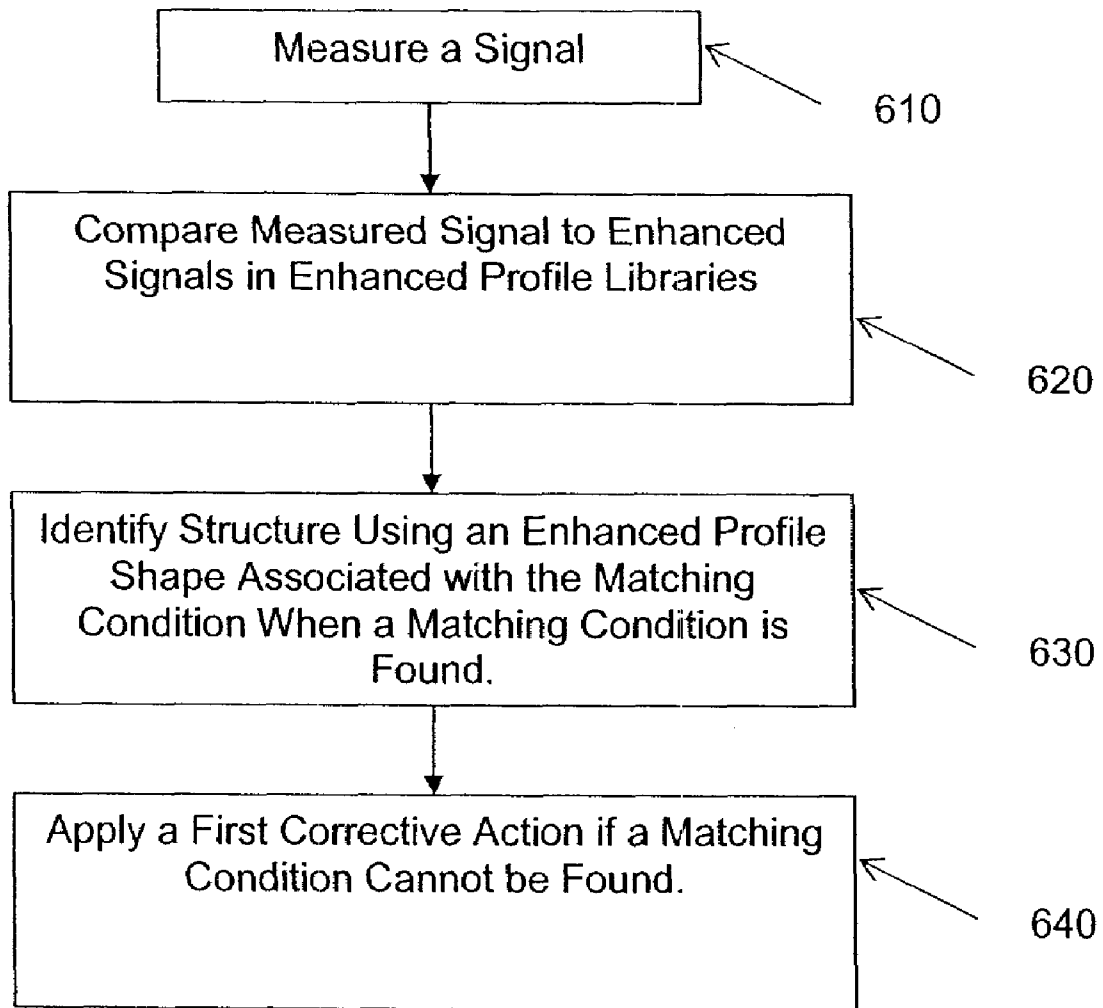 Measure a Signal
610
Compare Measured Signal to Enhanced
Signals in Enhanced Profile Libraries
620
Identify Structure Using an Enhanced Profile
Shape Associated with the Matching
Condition When a Matching Condition is
Found.
630
Apply a First Corrective Action if a Matching
Condition Cannot be Found.
640